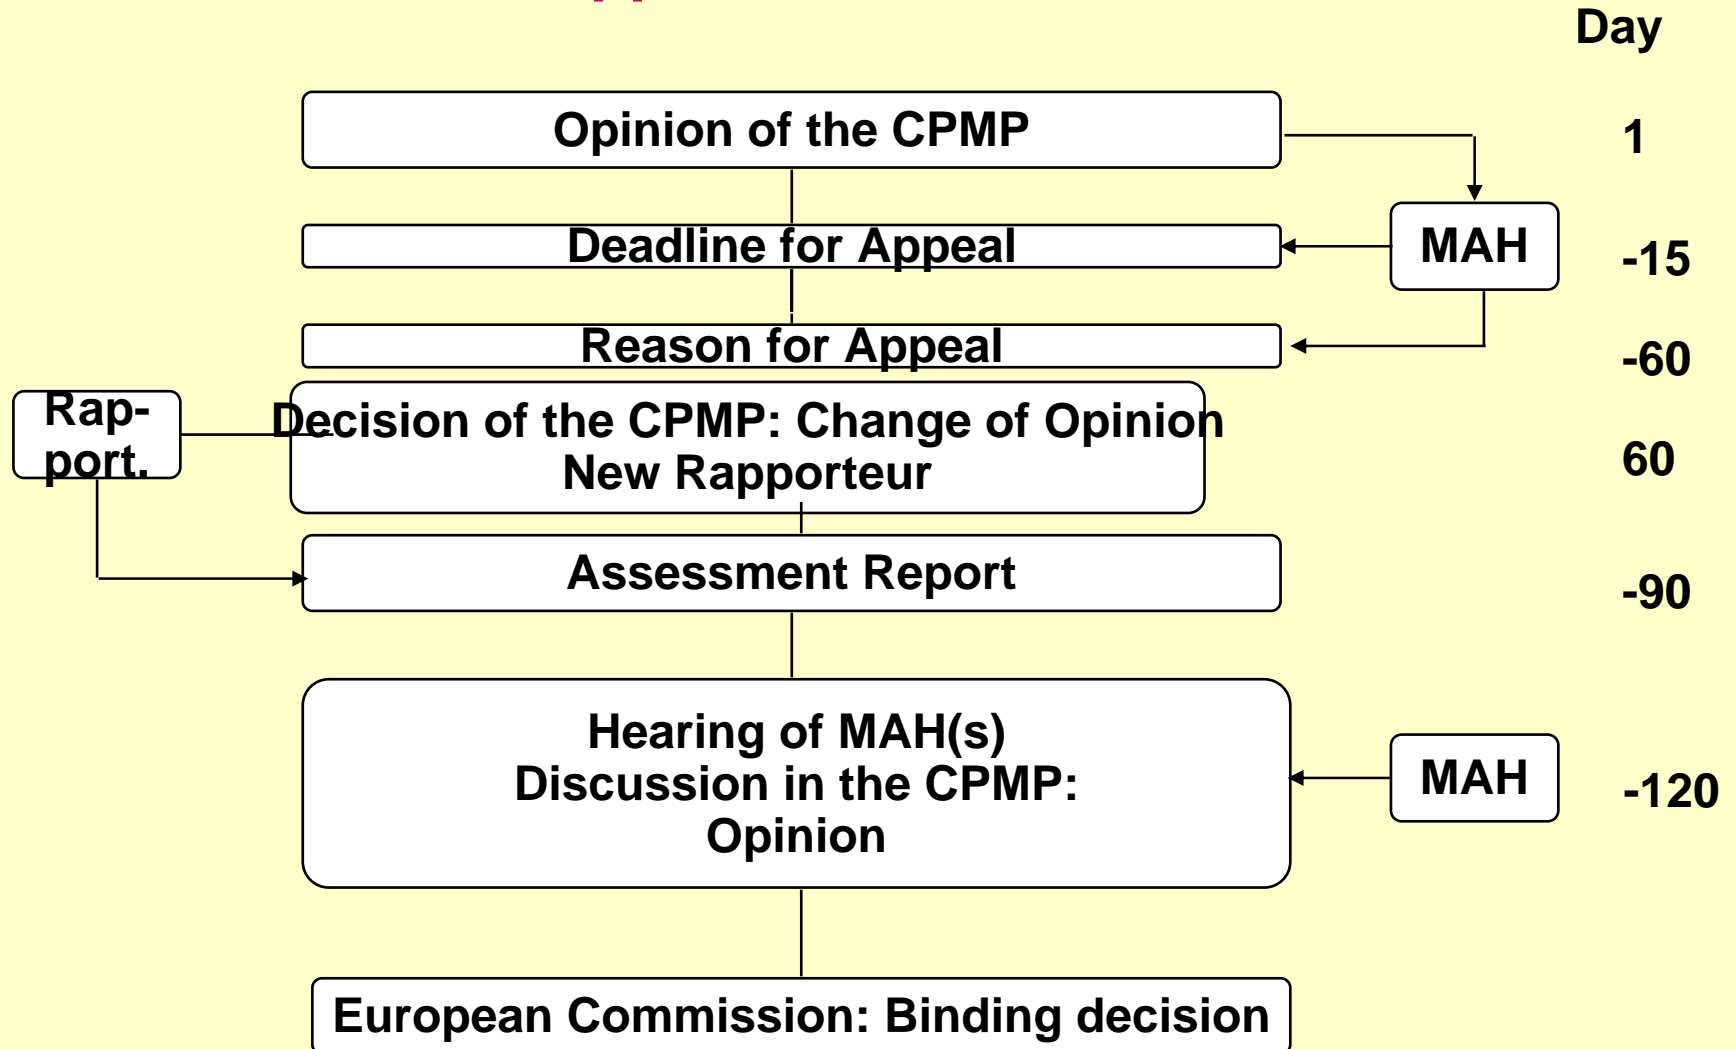 Day
Opinion of the CPMP
1
Deadline for Appeal
MAH
-15
Reason for Appeal
-60
Rap-
port.
Decision of the CPMP: Change of Opinion
New Rapporteur
60
Assessment Report
-90
Hearing of MAH(s)
Discussion in the CPMP:
Opinion
MAH
-120
European Commission: Binding decision